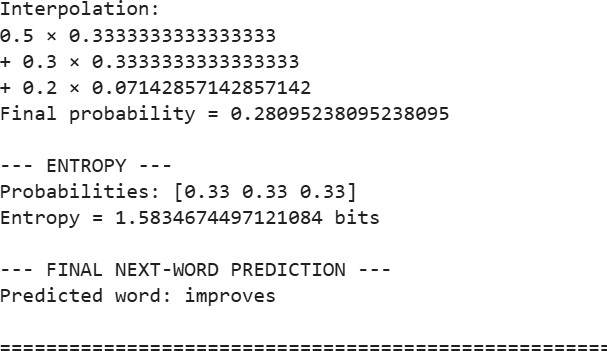 Interpolation:
0.5 × 0.3333333333333333
+ 0.3 × 0.3333333333333333
+ 0.2 × 0.07142857142857142
Final probability = 0.28095238095238095

--- ENTROPY ---
Probabilities: [0.33 0.33 0.33]
Entropy = 1.5834674497121084 bits

--- FINAL NEXT-WORD PREDICTION ---
Predicted word: improves

====================================================